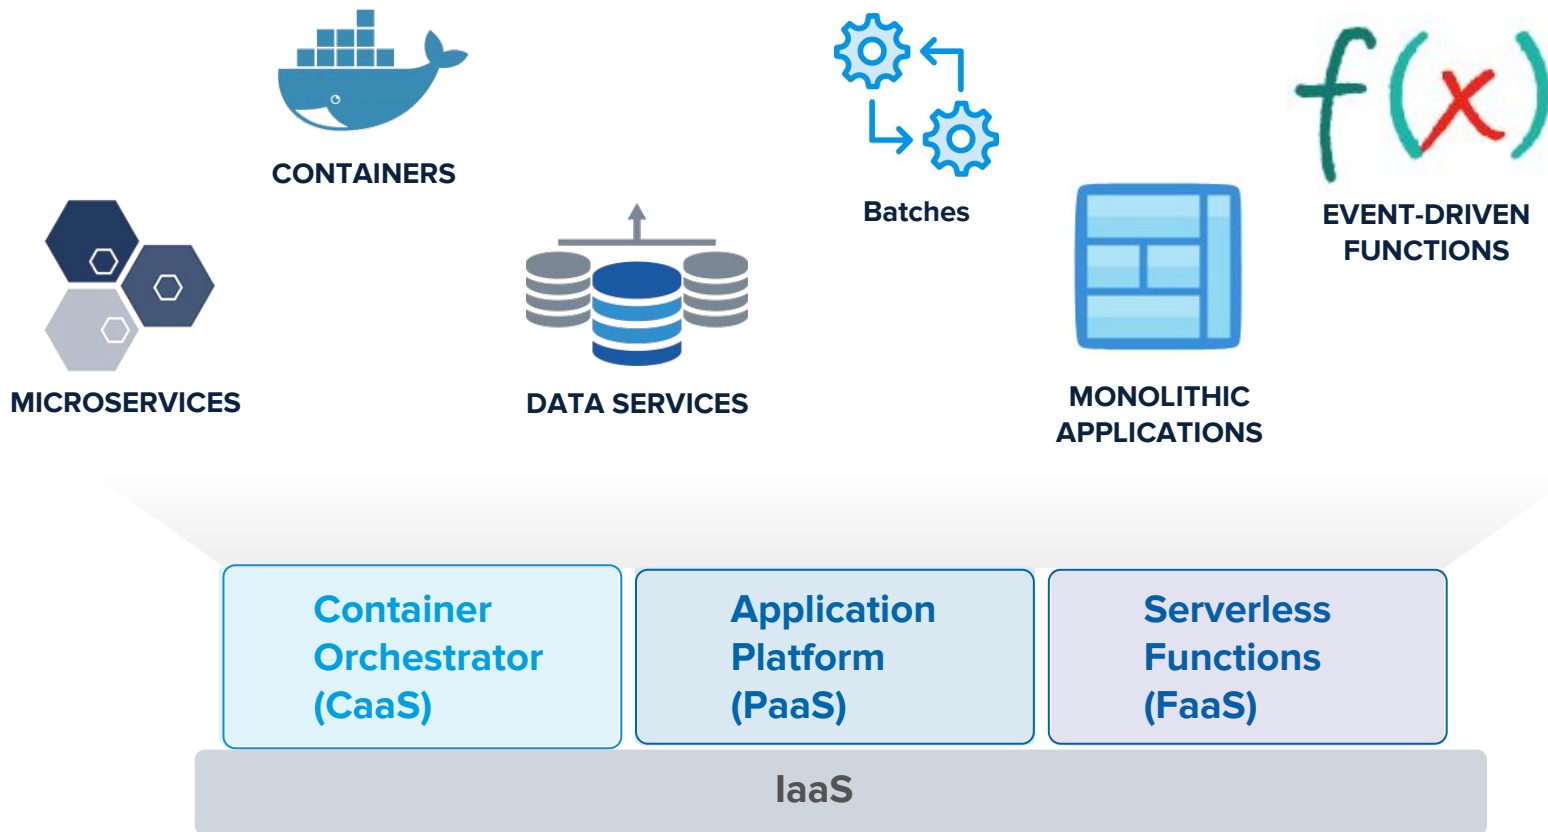 f(x)
CONTAINERS
Batches
EVENT-DRIVEN
FUNCTIONS
MICROSERVICES
DATA SERVICES
MONOLITHIC
APPLICATIONS
Container
Orchestrator
(CaaS)
Application
Platform
(PaaS)
Serverless
Functions
(FaaS)
IaaS